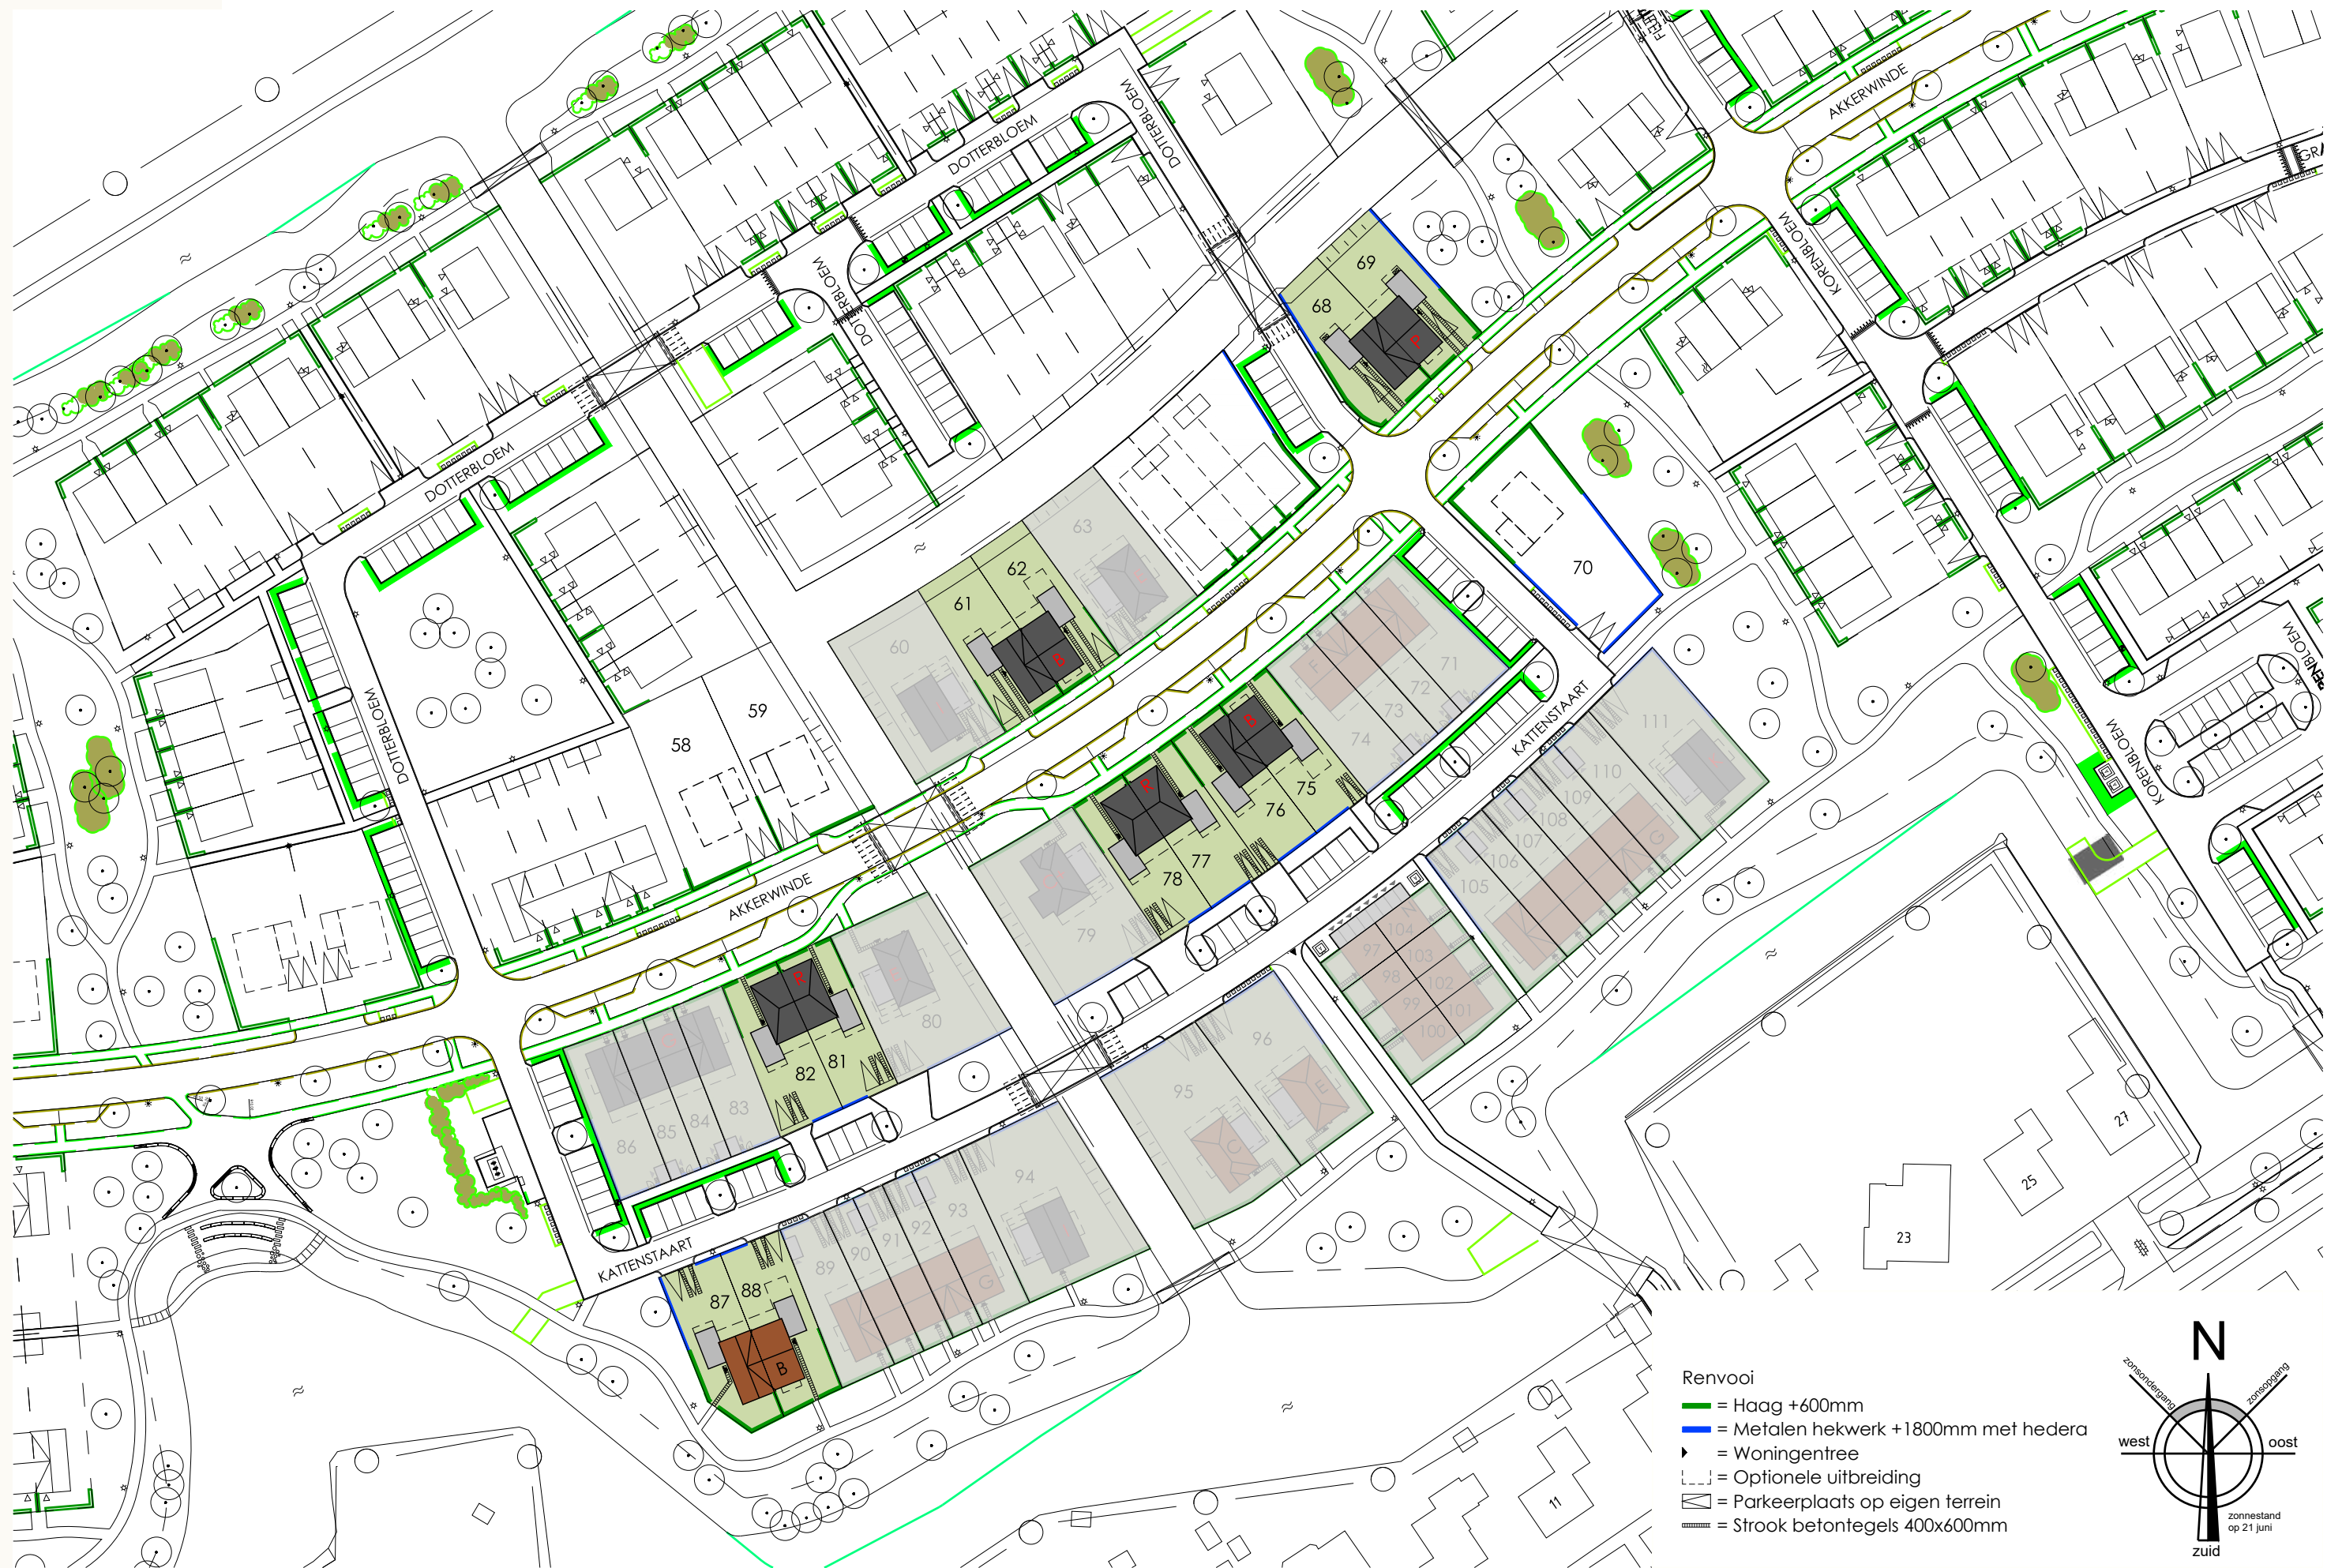 AKKERWINDE
DOTTERBLOEM
DOTTERBLOEM
KORENBLOEM
KORENBLOEM
DOTTERBLOEM
DOTTERBLOEM
69
68
P
DOTTERBLOEM
63
62
61
60
B
70
71
72
73
74
F
59
58
DOTTERBLOEM
B
R
75
76
77
78
79
KATTENSTAART
111
110
109
108
107
106
105
G
KORENBLOEM
KORENBLOEM
AKKERWINDE
104
97
103
98
102
99
101
100
N
R
80
81
82
83
84
85
86
96
95
E
C
94
93
92
91
90
89
G
KATTENSTAART
88
87
B
27
25
23
11
Renvooi
= Haag +600mm
= Metalen hekwerk +1800mm met hedera
= Woningentree
= Optionele uitbreiding
= Parkeerplaats op eigen terrein
= Strook betontegels 400x600mm
N
zonsondergang
zonsopgang
west
oost
zonnestand
op 21 juni
zuid